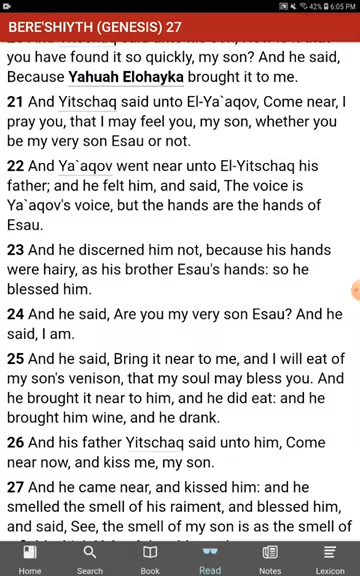 42% 6:05 PM
BERE'SHIYTH (GENESIS) 27
you have found it so quickly, my son? And he said,
Because Yahuah Elohayka brought it to me.
21 And Yitschaq said unto El-Ya`aqov, Come near, I
pray you, that I may feel you, my son, whether you
be my very son Esau or not.
22 And Ya`aqov went near unto El-Yitschaq his
father; and he felt him, and said, The voice is
Ya`aqov's voice, but the hands are the hands of
Esau.
23 And he discerned him not, because his hands
were hairy, as his brother Esau's hands: so he
blessed him.
24 And he said, Are you my very son Esau? And he
said, I am.
25 And he said, Bring it near to me, and I will eat of
my son's venison, that my soul may bless you. And
he brought it near to him, and he did eat: and he
brought him wine, and he drank.
26 And his father Yitschaq said unto him, Come
near now, and kiss me, my son.
27 And he came near, and kissed him: and he
smelled the smell of his raiment, and blessed him,
and said, See, the smell of my son is as the smell of
Home Search Book Read Notes Lexicon